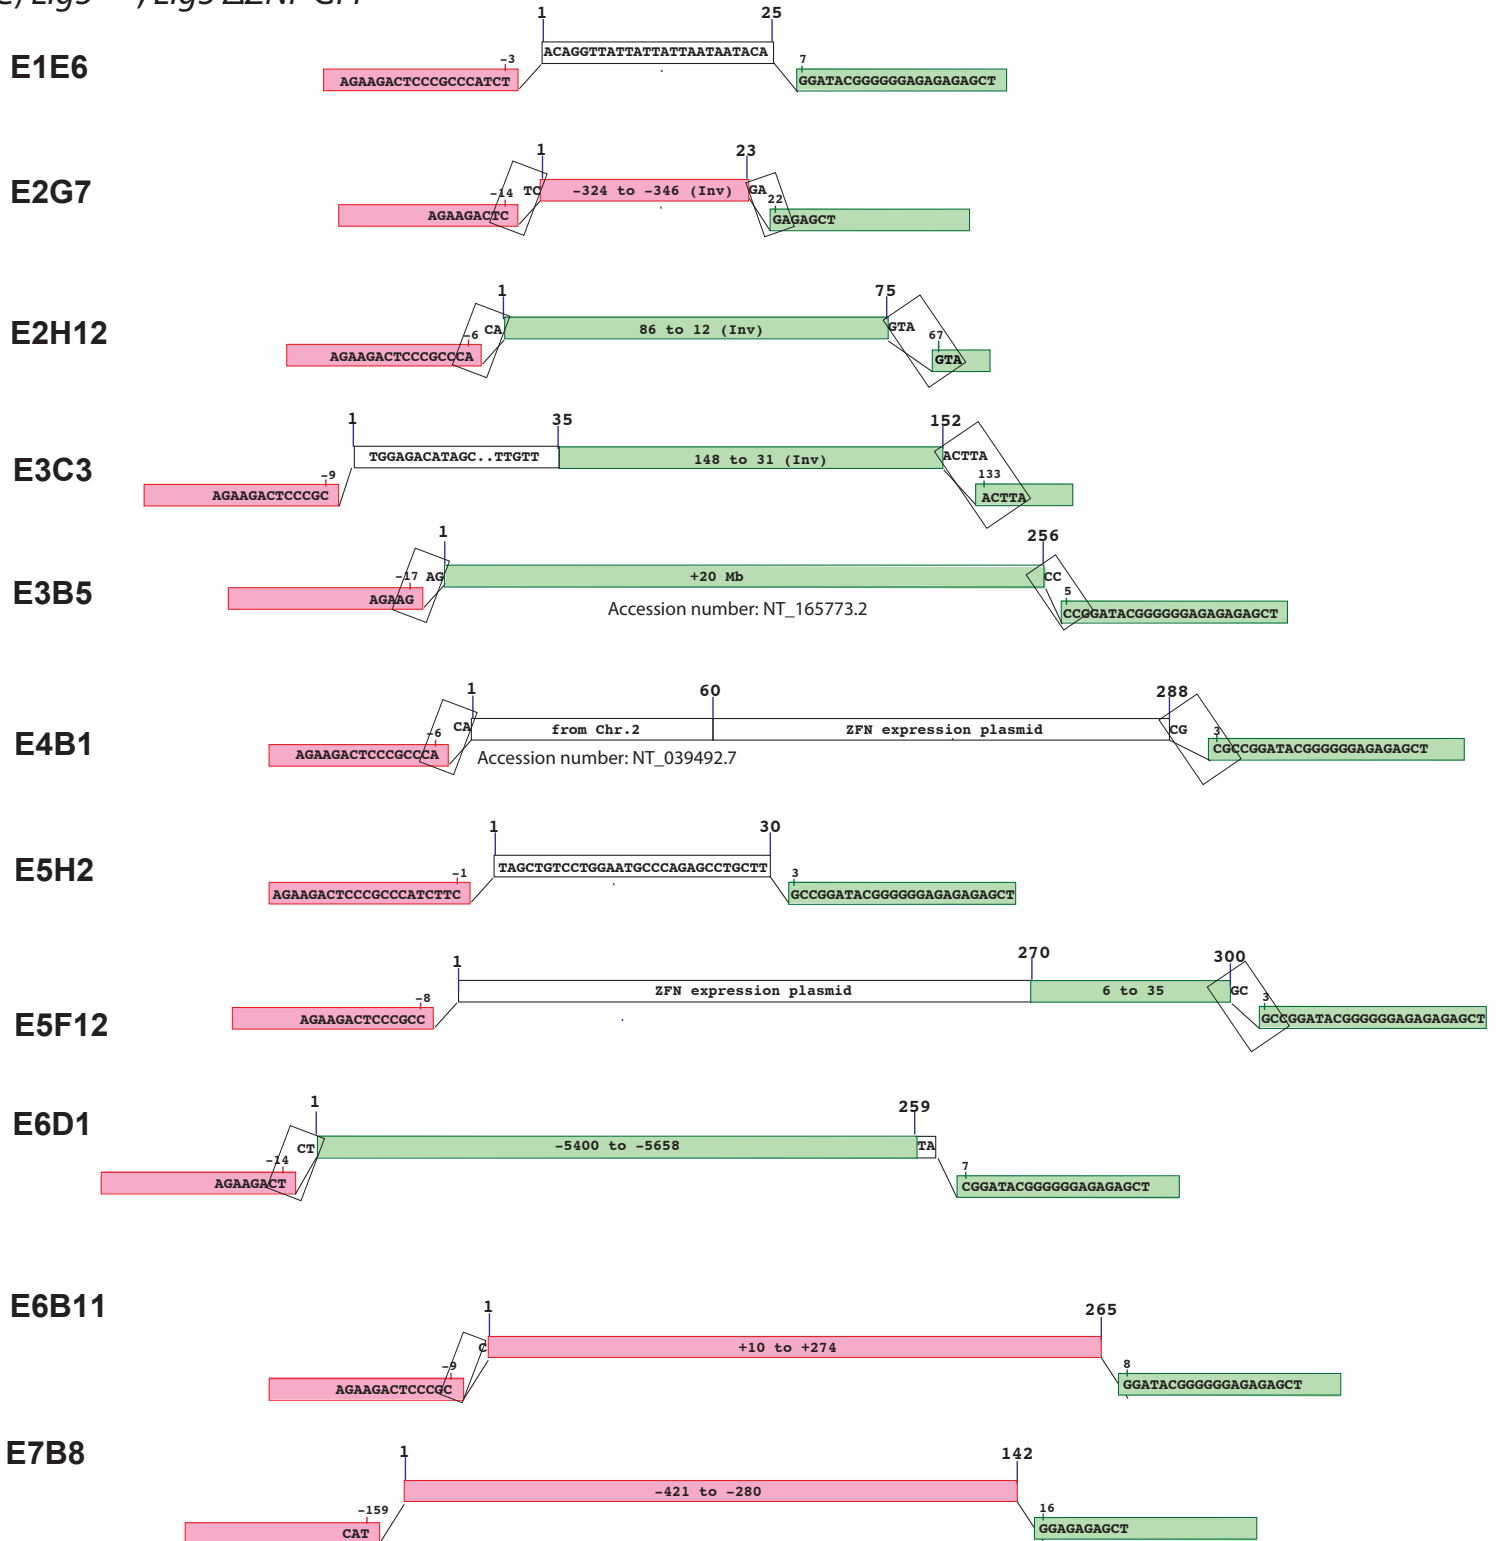 1 25
ACAGGTTATTATTATTAATAATACA
E1E6
-3 7
AGAAGACTCCCGCCCATCT GGATACGGGGGGAGAGAGAGCT
1 23
E2G7
-14 TC -324 to -346 (Inv) GA 22
AGAAGACTC GAGAGCT
1 75
E2H12
CA 86 to 12 (Inv) GTA
-6 67
AGAAGACTCCCGCCCA GTA
1 35 152
E3C3
TGGAGACATAGC..TTGTT 148 to 31 (Inv) ACTTA
-9 133
AGAAGACTCCCGC ACTTA
1 256
E3B5
-17 AG +20 Mb CC 5
AGAAG Accession number: NT_165773.2 CCGGATACGGGGGGAGAGAGAGCT
1 60 288
E4B1
CA from Chr.2 ZFN expression plasmid CG
-6 3
AGAAGACTCCCGCCCA Accession number: NT_039492.7 CGCCGGATACGGGGGGAGAGAGCT
1 30
E5H2
TAGCTGTCCTGGAATGCCCAGAGCCTGCTT
-1 3
AGAAGACTCCCGCCCATCTTC GCCGGATACGGGGGGAGAGAGAGCT
1 270 300
ZFN expression plasmid 6 to 35 GC
E5F12
-8 3
AGAAGACTCCCGCC GCCGGATACGGGGGGAGAGAGAGCT
1 259
E6D1
CT -5400 to -5658 TA
-14 7
AGAAGACT CGGATACGGGGGGAGAGAGCT
E6B11
1 265
C +10 to +274
-9 8
AGAAGACTCCCGC GGATACGGGGGGAGAGAGCT
E7B8
1 142
-421 to -280
-159 16
CAT GGAGAGAGCT